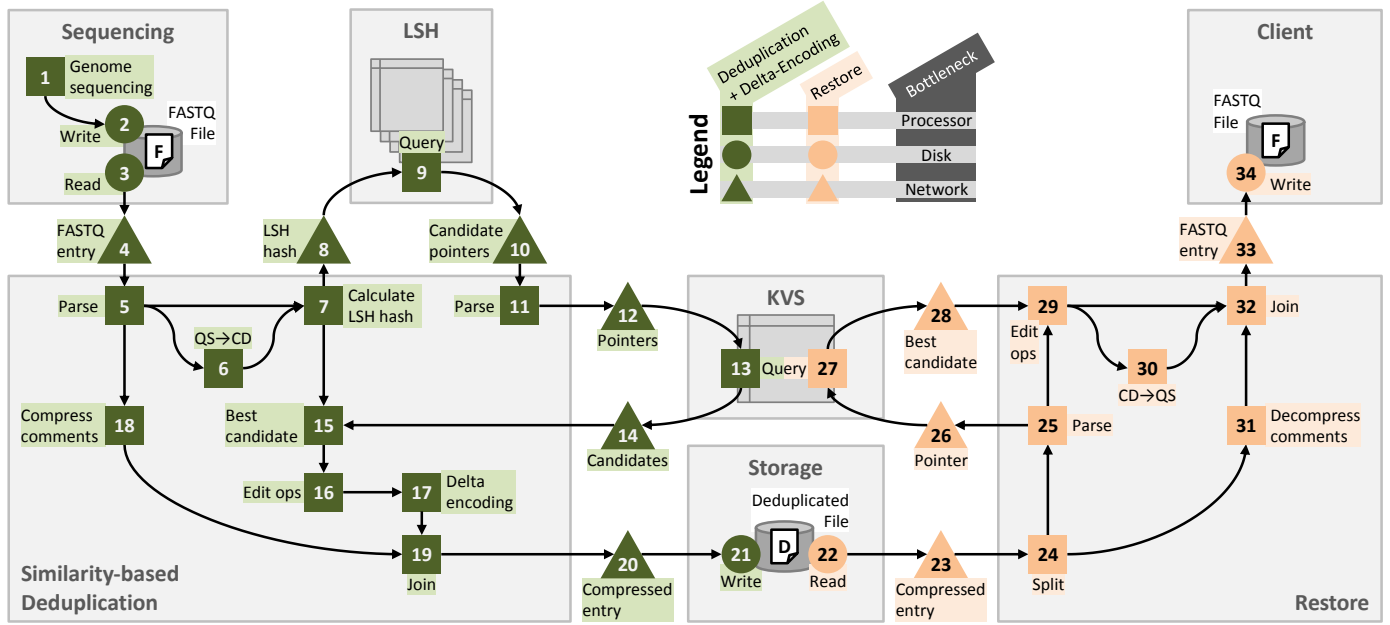 Sequencing
1
Genome
sequencing
2
Write
FASTQ
File
F
3
Read
FASTQ
entry
4
LSH
Query
9
LSH
hash
8
Candidate
pointers
10
Legend
Deduplication
+ Delta-Encoding
Restore
Bottleneck
Processor
Disk
Network
Client
FASTQ
File
F
34
Write
FASTQ
entry
33
Parse
5
QS→CD
6
7
Calculate
LSH hash
Parse
11
12
Pointers
KVS
13
Query
27
28
Best
candidate
29
Edit
ops
30
CD→QS
32
Join
Compress
comments
18
Best
candidate
15
14
Candidates
26
Pointer
25
Parse
31
Decompress
comments
Edit ops
16
17
Delta
encoding
19
Join
20
Compressed
entry
Storage
Deduplicated
File
D
21
Write
22
Read
23
Compressed
entry
24
Split
Similarity-based
Deduplication
Restore